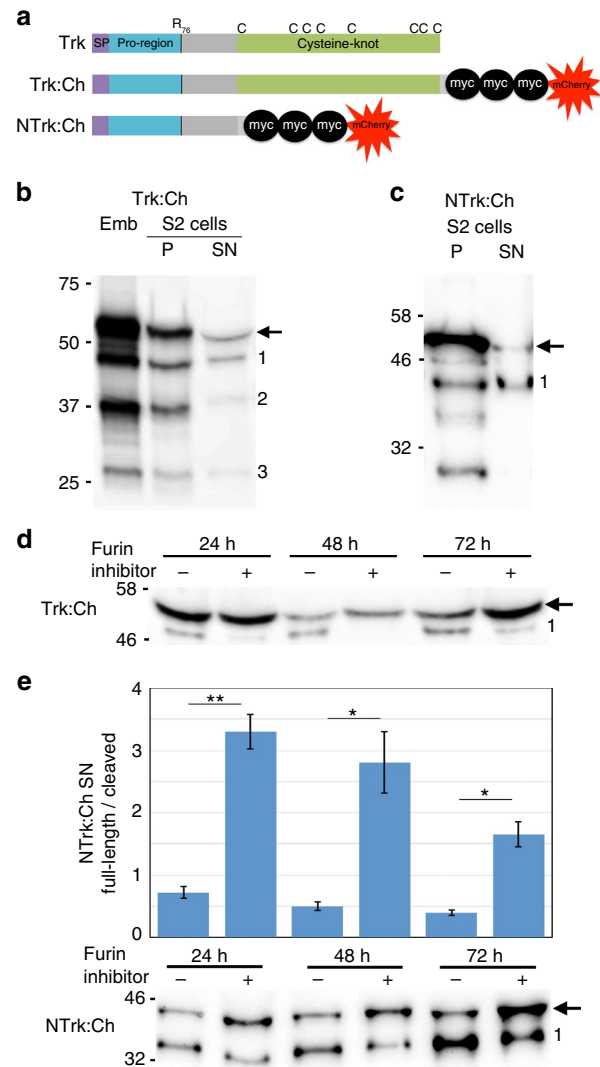 a
R76
Trk SP Pro-region C C C C C C C C Cysteine-knot
Trk:Ch myc myc myc mCherry
NTrk:Ch myc myc myc mCherry
b
Trk:Ch
Emb S2 cells
P SN
75 -
50 -
37 -
25 -
1
2
3
c
NTrk:Ch
S2 cells
P SN
58 -
46 -
32 -
1
d
Furin inhibitor
24 h 48 h 72 h
– + – + – +
58 -
Trk:Ch
46 -
1
e
4
3
2
1
0
NTrk:Ch SN
full-length / cleaved
** * *
Furin inhibitor
24 h 48 h 72 h
– + – + – +
46 -
NTrk:Ch
32 -
1